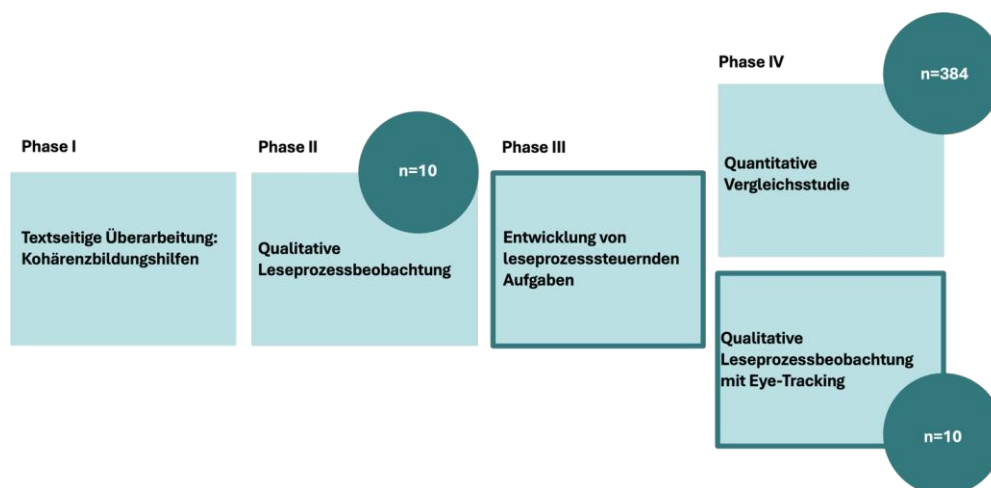 Phase I
Textseitige Überarbeitung:
Kohärenzbildungshilfen
Phase II
n=10
Qualitative
Leseprozessbeobachtung
Phase III
Entwicklung von
leseprozesssteuernden
Aufgaben
Phase IV
n=384
Quantitative
Vergleichsstudie
Qualitative
Leseprozessbeobachtung
mit Eye-Tracking
n=10